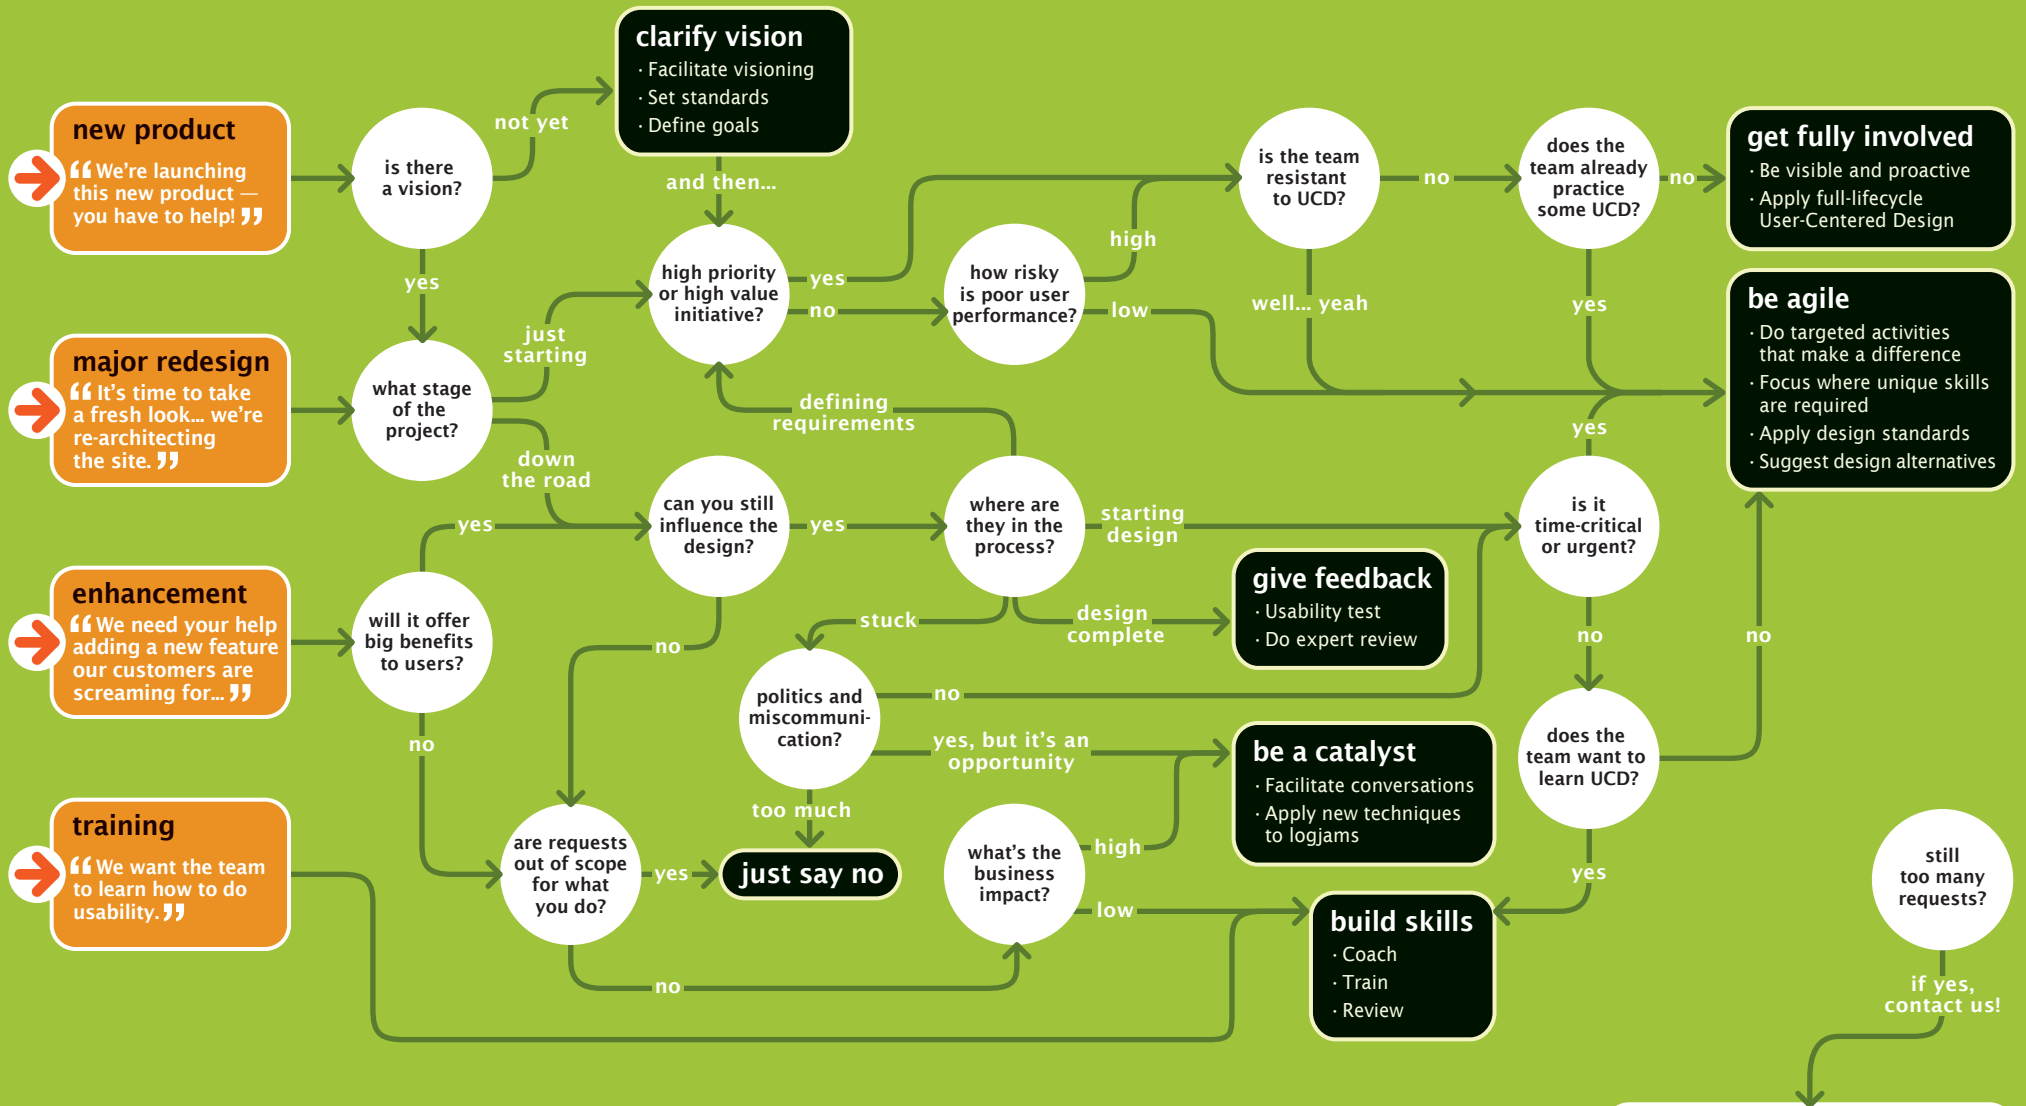 clarify vision
· Facilitate visioning
· Set standards
· Define goals
new product
“We're launching
this new product —
you have to help!”
is there
a vision?
not yet
and then...
yes
is the team
resistant
to UCD?
no
does the
team already
practice
some UCD?
no
get fully involved
· Be visible and proactive
· Apply full-lifecycle
User-Centered Design
high priority
or high value
initiative?
yes
no
how risky
is poor user
performance?
high
low
well... yeah
yes
be agile
· Do targeted activities
that make a difference
· Focus where unique skills
are required
· Apply design standards
· Suggest design alternatives
major redesign
“It's time to take
a fresh look... we're
re-architecting
the site.”
what stage
of the
project?
just
starting
down
the road
defining
requirements
yes
enhancement
“We need your help
adding a new feature
our customers are
screaming for...”
will it offer
big benefits
to users?
yes
no
can you still
influence the
design?
yes
no
where are
they in the
process?
starting
design
stuck
design
complete
give feedback
· Usability test
· Do expert review
is it
time-critical
or urgent?
no
no
politics and
miscommuni-
cation?
no
yes, but it's an
opportunity
too much
be a catalyst
· Facilitate conversations
· Apply new techniques
to logjams
does the
team want to
learn UCD?
yes
training
“We want the team
to learn how to do
usability.”
are requests
out of scope
for what
you do?
yes
no
just say no
what's the
business
impact?
high
low
build skills
· Coach
· Train
· Review
still
too many
requests?
if yes,
contact us!